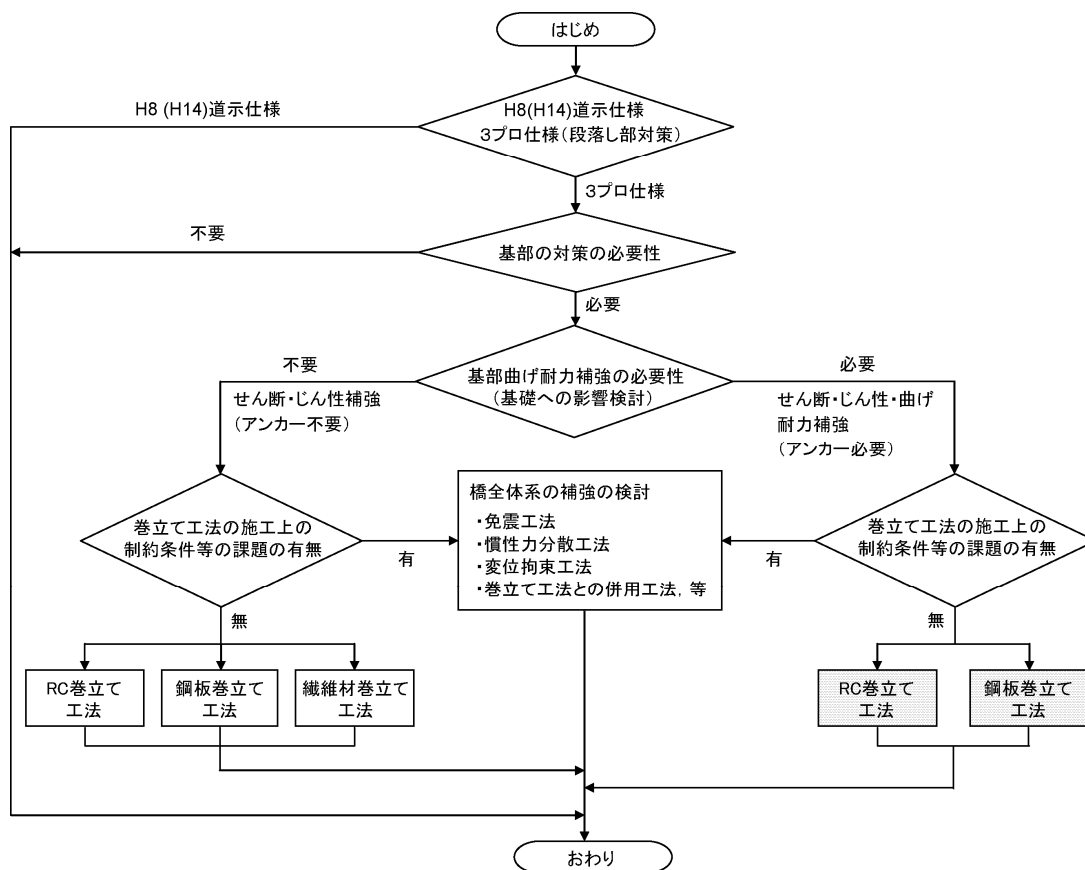 はじめ
H8 (H14)道示仕様
H8(H14)道示仕様
3プロ仕様(段落し部対策)
3プロ仕様
不要
基部の対策の必要性
必要
不要
基部曲げ耐力補強の必要性
(基礎への影響検討)
必要
せん断・じん性補強
(アンカー不要)
せん断・じん性・曲げ
耐力補強
(アンカー必要)
巻立て工法の施工上の
制約条件等の課題の有無
有
橋全体系の補強の検討
・免震工法
・慣性力分散工法
・変位拘束工法
・巻立て工法との併用工法, 等
有
巻立て工法の施工上の
制約条件等の課題の有無
無
無
RC巻立て
工法
鋼板巻立て
工法
繊維材巻立て
工法
RC巻立て
工法
鋼板巻立て
工法
おわり